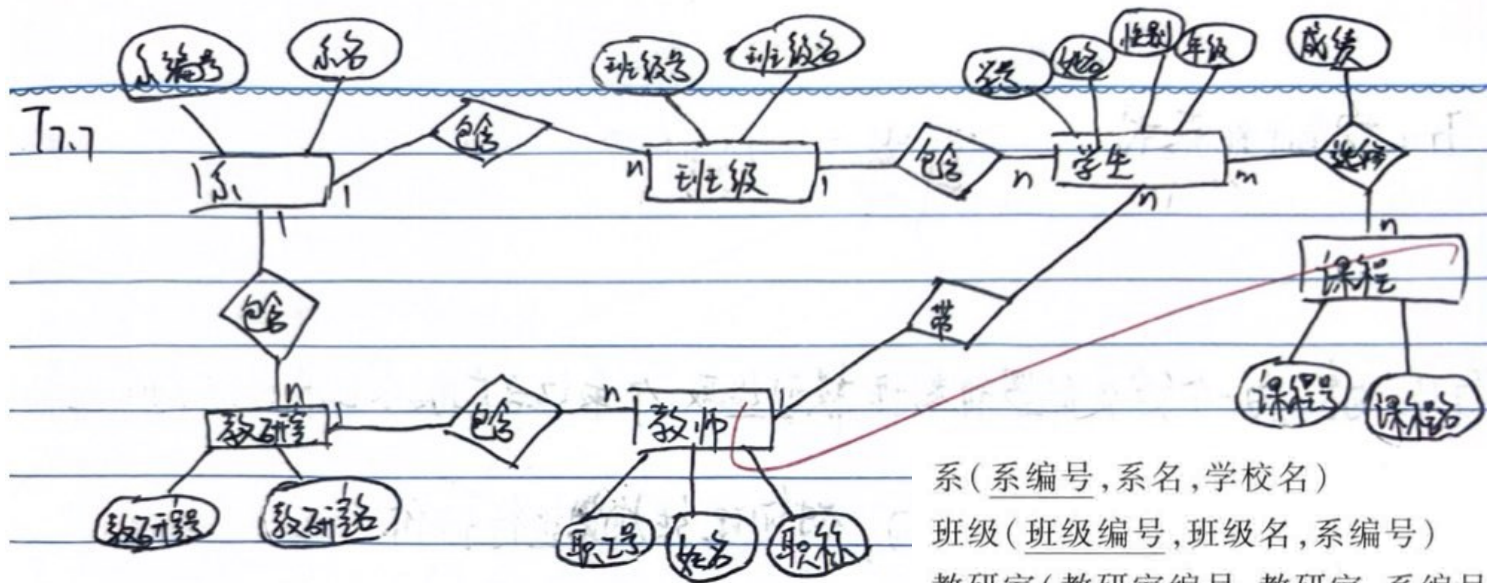 系编号 系名 班级号 班级名 学号 姓名 性别 年级 成绩
T7.7
系 1 包含 n 班级 1 包含 n 学生 m 选择 n 课程
1 包含 n 教研室 1 包含 n 教师 1 带 n
课程号 课程名
教研室号 教研室名 职工号 姓名 职称
系(系编号,系名,学校名)
班级(班级编号,班级名,系编号)